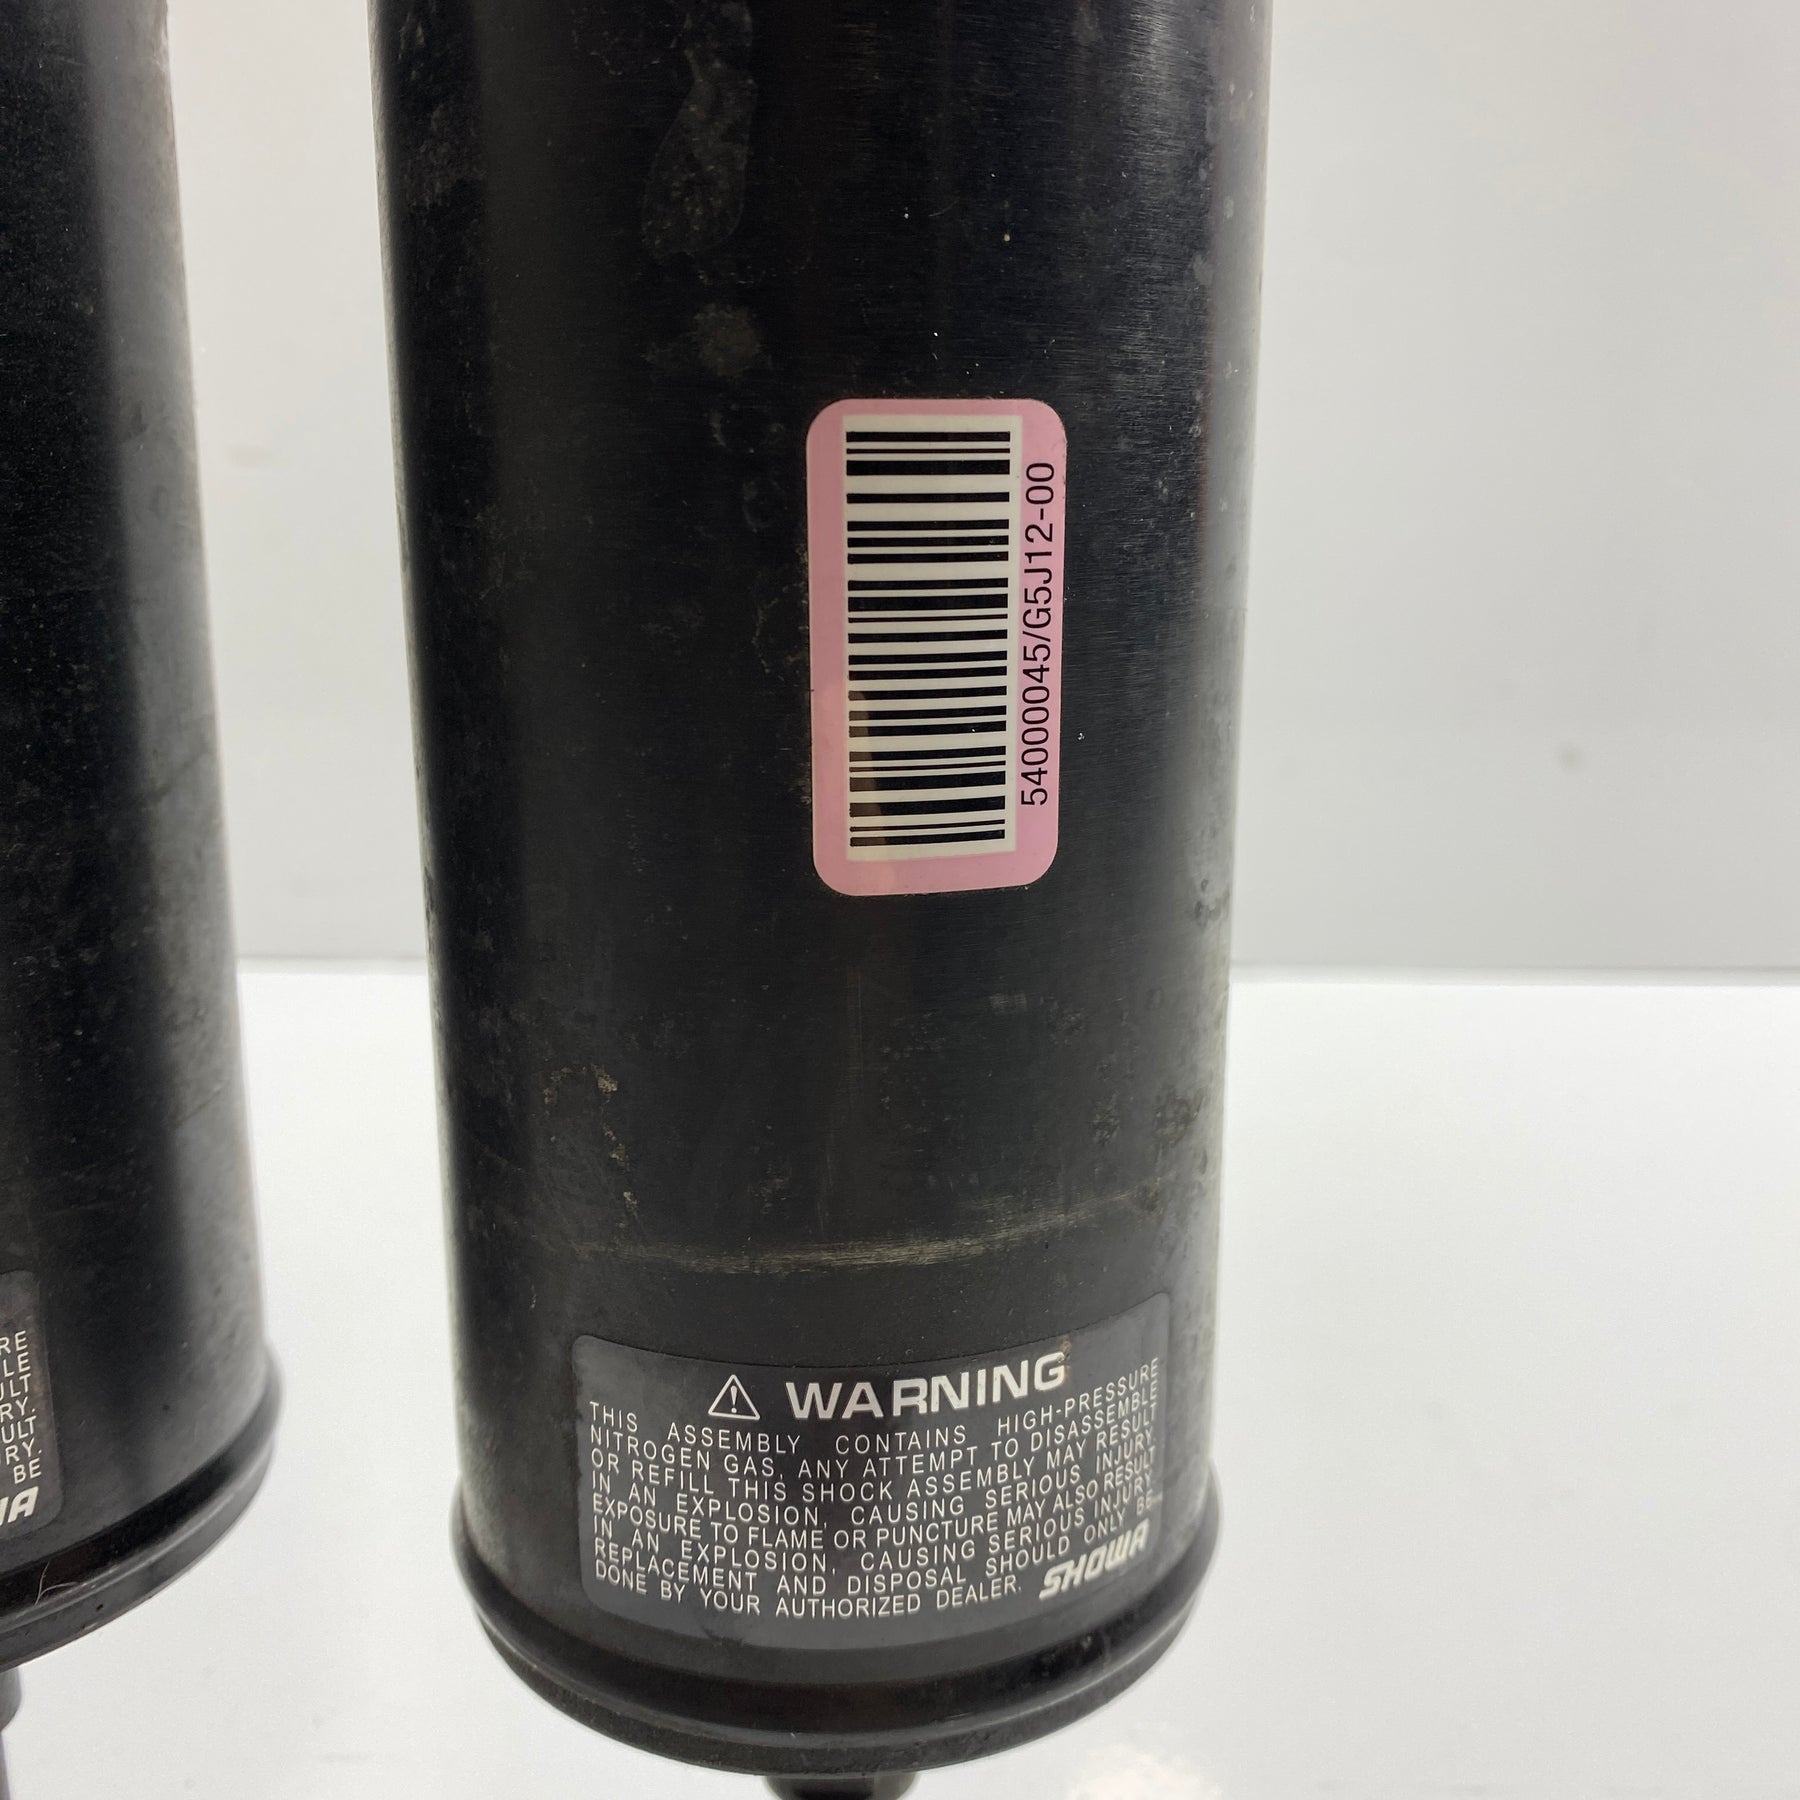 5400045/G5J12-00
⚠ WARNING
THIS ASSEMBLY CONTAINS HIGH-PRESSURE
NITROGEN GAS, ANY ATTEMPT TO DISASSEMBLE
OR REFILL THIS SHOCK ASSEMBLY MAY RESULT
IN AN EXPLOSION, CAUSING SERIOUS INJURY.
EXPOSURE TO FLAME OR PUNCTURE MAY ALSO RESULT
IN AN EXPLOSION, CAUSING SERIOUS INJURY.
REPLACEMENT AND DISPOSAL SHOULD ONLY BE
DONE BY YOUR AUTHORIZED DEALER.
SHOWA
BE